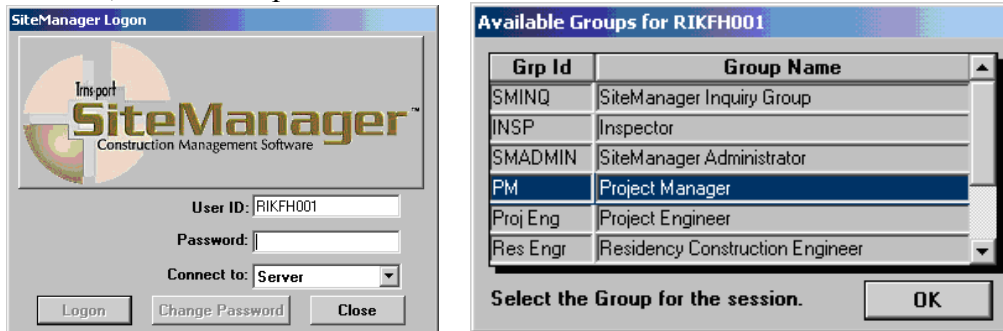 SiteManager Logon
Trns·port
SiteManager™
Construction Management Software
User ID: RIKFH001
Password:
Connect to: Server
Logon Change Password Close
Available Groups for RIKFH001
Grp Id Group Name
SMINQ SiteManager Inquiry Group
INSP Inspector
SMADMIN SiteManager Administrator
PM Project Manager
Proj Eng Project Engineer
Res Engr Residency Construction Engineer
Select the Group for the session. OK